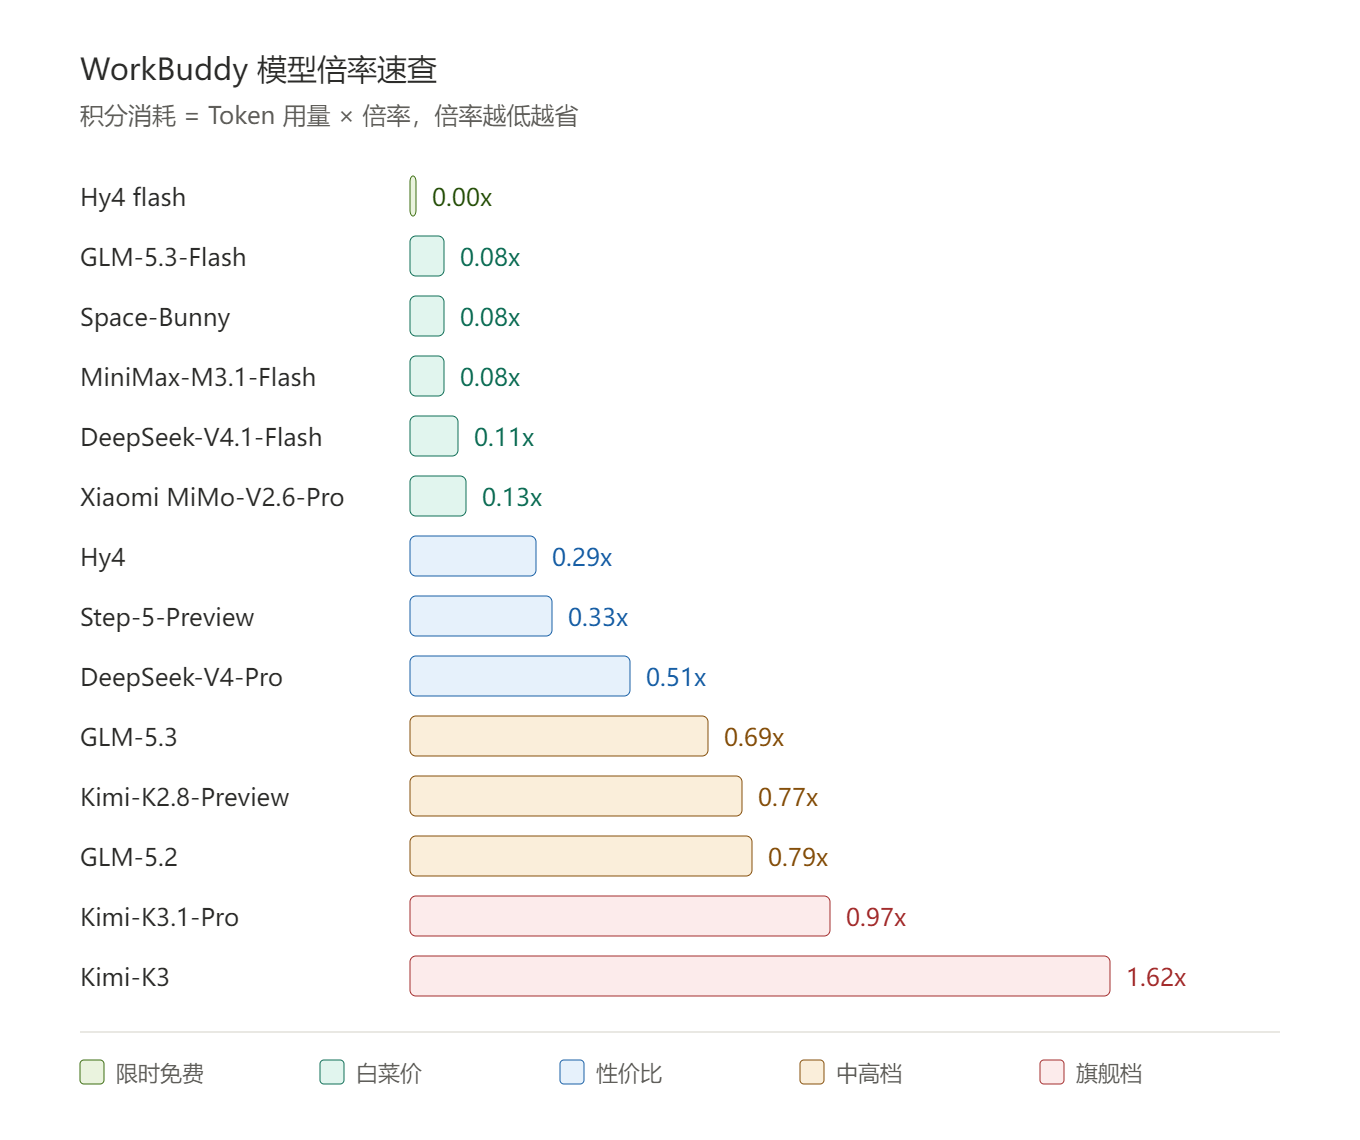 WorkBuddy 模型倍率速查
积分消耗 = Token 用量 × 倍率，倍率越低越省
Hy4 flash 0.00x
GLM-5.3-Flash 0.08x
Space-Bunny 0.08x
MiniMax-M3.1-Flash 0.08x
DeepSeek-V4.1-Flash 0.11x
Xiaomi MiMo-V2.6-Pro 0.13x
Hy4 0.29x
Step-5-Preview 0.33x
DeepSeek-V4-Pro 0.51x
GLM-5.3 0.69x
Kimi-K2.8-Preview 0.77x
GLM-5.2 0.79x
Kimi-K3.1-Pro 0.97x
Kimi-K3 1.62x
限时免费 白菜价 性价比 中高档 旗舰档